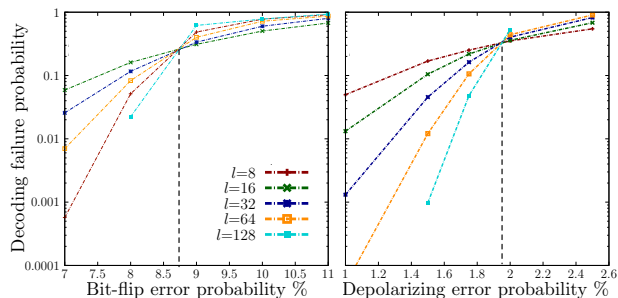 Decoding failure probability
1
0.1
0.01
0.001
0.0001
l=8
l=16
l=32
l=64
l=128
7 7.5 8 8.5 9 9.5 10 10.5 11
1 1.2 1.4 1.6 1.8 2 2.2 2.4 2.6
Bit-flip error probability % Depolarizing error probability %